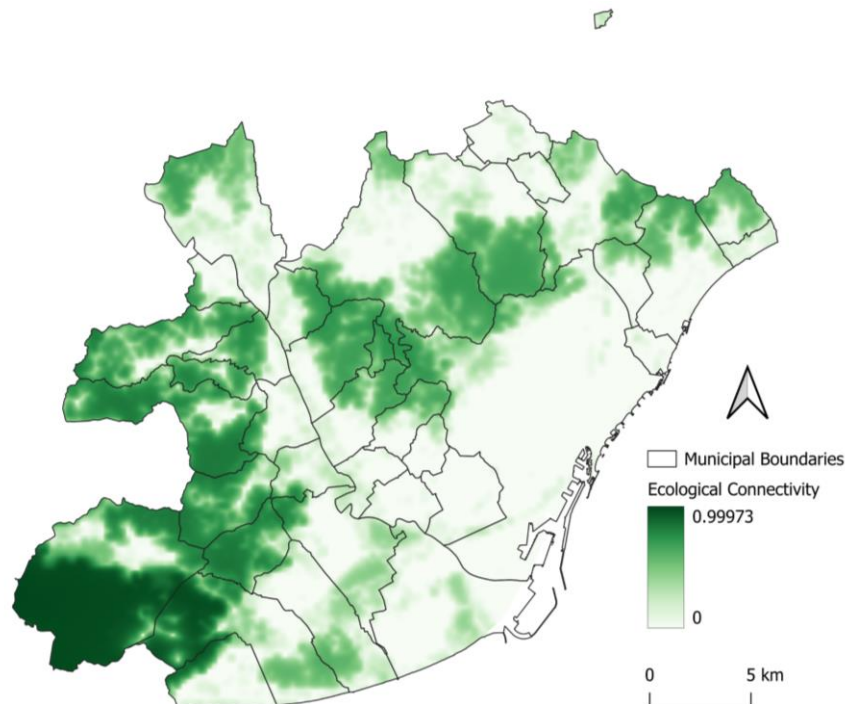 Municipal Boundaries
Ecological Connectivity
0.99973
0
0 5 km